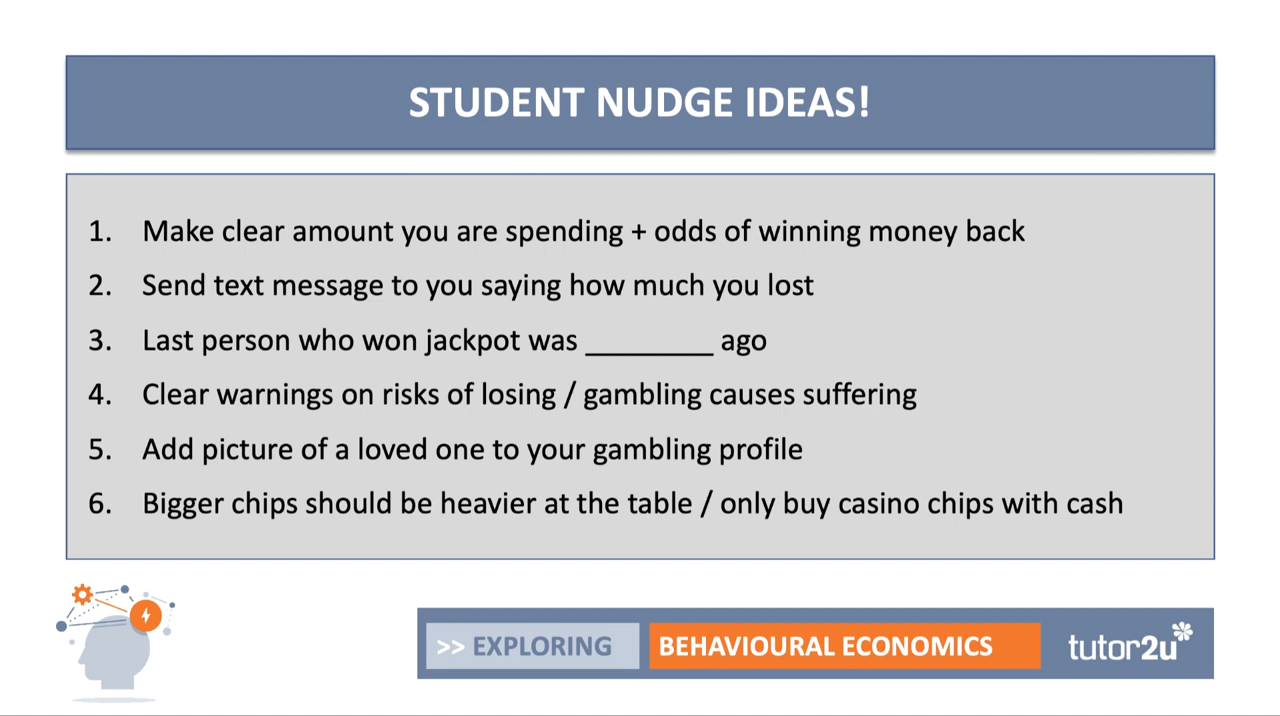 STUDENT NUDGE IDEAS!
1. Make clear amount you are spending + odds of winning money back
2. Send text message to you saying how much you lost
3. Last person who won jackpot was ________ ago
4. Clear warnings on risks of losing / gambling causes suffering
5. Add picture of a loved one to your gambling profile
6. Bigger chips should be heavier at the table / only buy casino chips with cash
>> EXPLORING BEHAVIOURAL ECONOMICS tutor2u